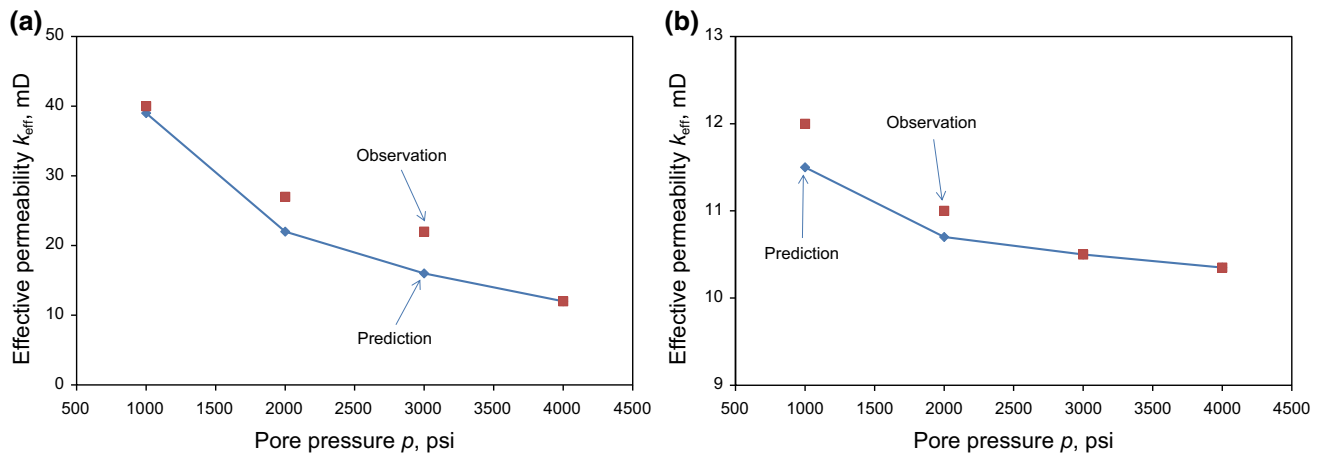 (a)
50
40
30
20
10
0
Effective permeability keff, mD
Observation
Prediction
500 1000 1500 2000 2500 3000 3500 4000 4500
Pore pressure p, psi
(b)
13
12
11
10
9
Effective permeability keff, mD
Observation
Prediction
500 1000 1500 2000 2500 3000 3500 4000 4500
Pore pressure p, psi